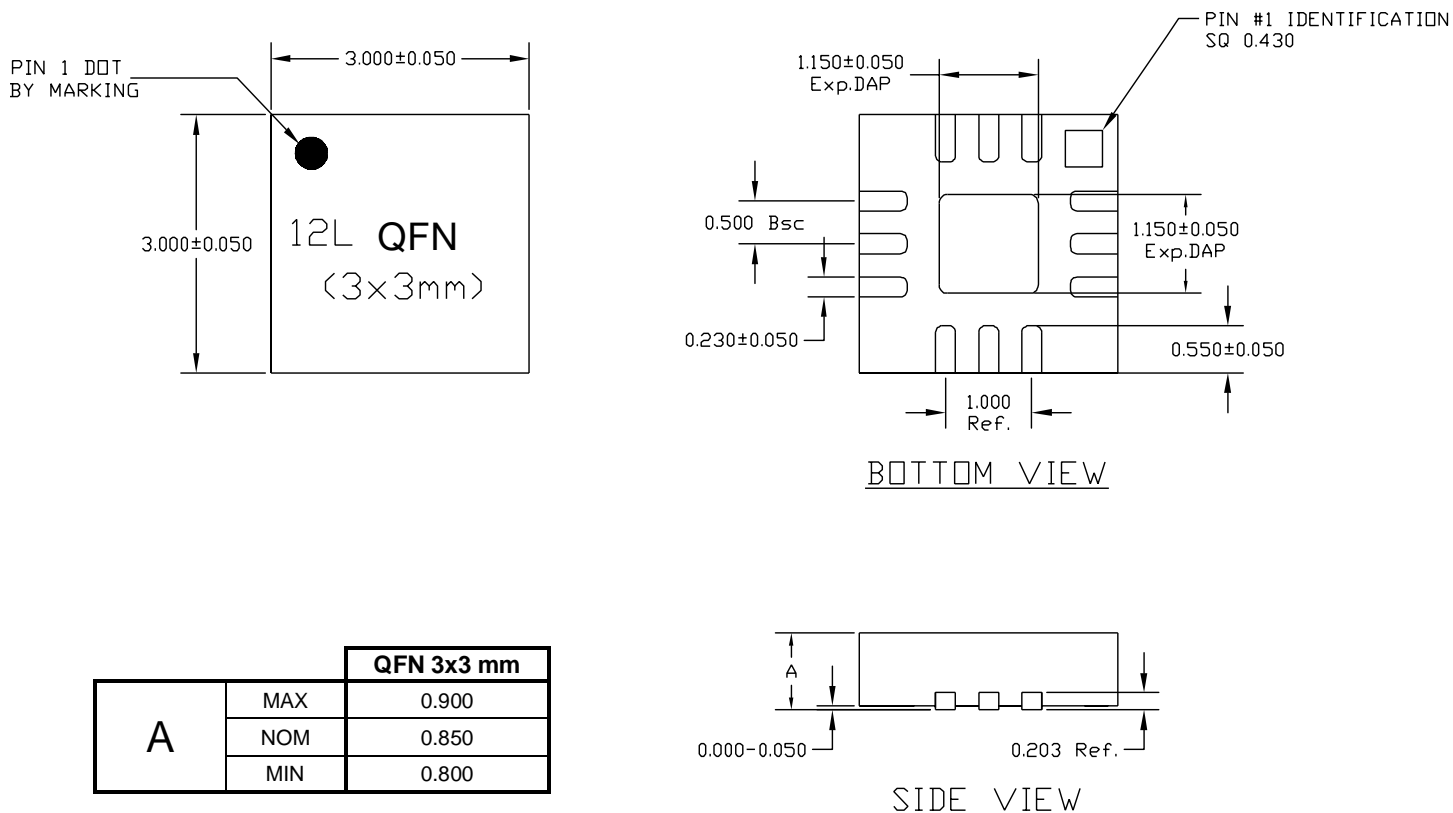 PIN 1 DOT
BY MARKING
3.000±0.050
3.000±0.050
12L QFN
(3x3mm)
PIN #1 IDENTIFICATION
SQ 0.430
1.150±0.050
Exp.DAP
0.500 Bsc
1.150±0.050
Exp.DAP
0.230±0.050
0.550±0.050
1.000
Ref.
BOTTOM VIEW
QFN 3x3 mm
A
MAX 0.900
NOM 0.850
MIN 0.800
A
0.000-0.050
0.203 Ref.
SIDE VIEW